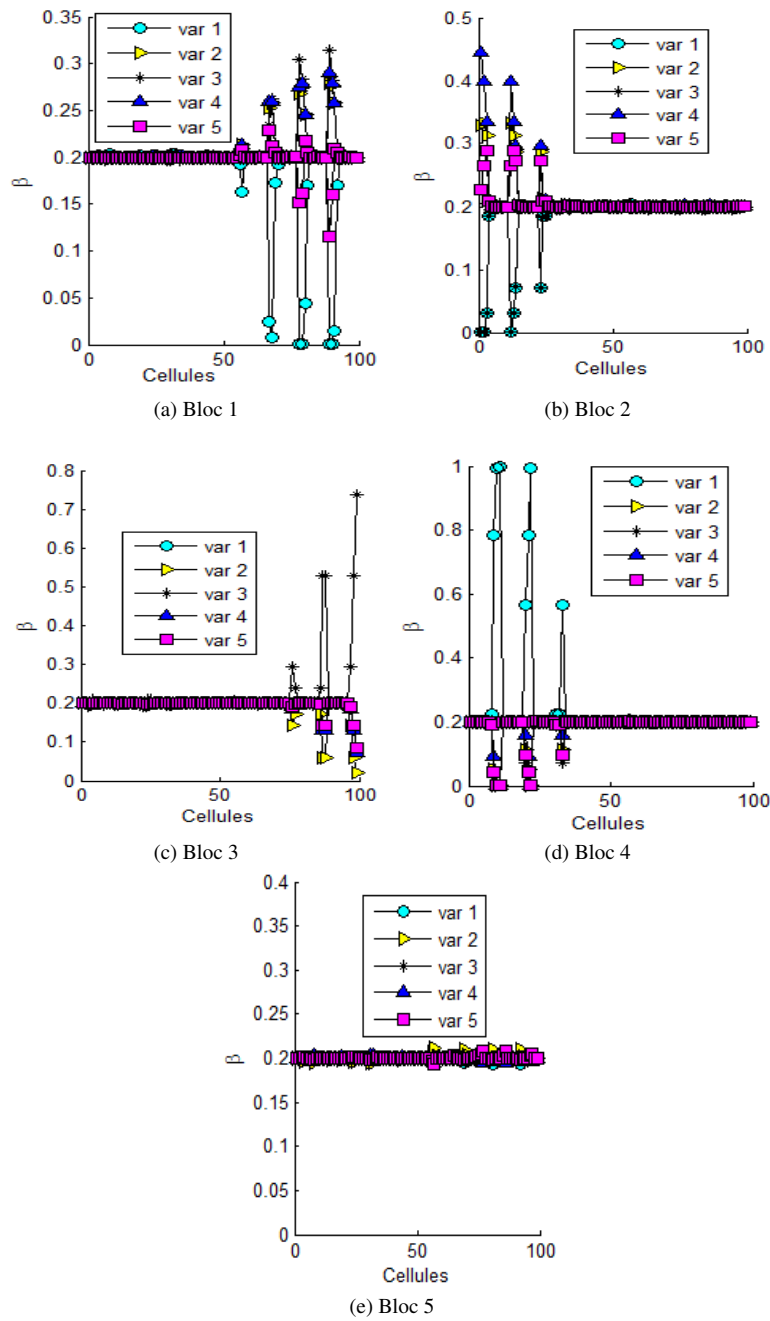 0.35
0.3
0.25
0.2
0.15
0.1
0.05
0
β
var 1
var 2
var 3
var 4
var 5
0
50
100
Cellules
(a) Bloc 1
0.5
0.4
0.3
0.2
0.1
0
β
var 1
var 2
var 3
var 4
var 5
0
50
100
Cellules
(b) Bloc 2
0.8
0.7
0.6
0.5
0.4
0.3
0.2
0.1
0
β
var 1
var 2
var 3
var 4
var 5
0
50
100
Cellules
(c) Bloc 3
1
0.8
0.6
0.4
0.2
0
β
var 1
var 2
var 3
var 4
var 5
0
50
100
Cellules
(d) Bloc 4
0.4
0.35
0.3
0.25
0.2
0.15
0.1
0.05
0
β
var 1
var 2
var 3
var 4
var 5
0
50
100
Cellules
(e) Bloc 5